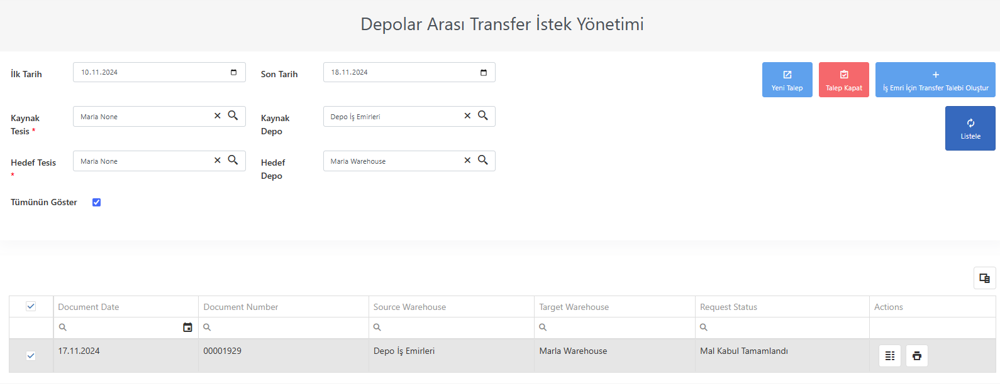 Depolar Arası Transfer İstek Yönetimi
İlk Tarih
10.11.2024
Son Tarih
18.11.2024
Yeni Talep
Talep Kapat
İş Emri İçin Transfer Talebi Oluştur
Kaynak
Tesis *
Marla None
Kaynak
Depo
Depo İş Emirleri
Listele
Hedef Tesis
*
Marla None
Hedef
Depo
Marla Warehouse
Tümünün Göster
Document Date
Document Number
Source Warehouse
Target Warehouse
Request Status
Actions
17.11.2024
00001929
Depo İş Emirleri
Marla Warehouse
Mal Kabul Tamamlandı